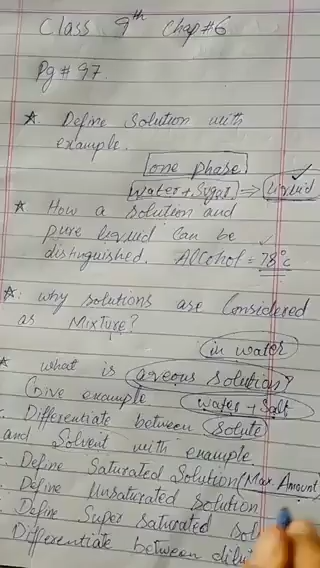 Class 9th Chap#6
Pg # 97.
* Define Solution with
example.
one phase
Water + Sugar => Liquid
* How a solution and
pure liquid can be
distinguished. Alcohol = 78°c
* : why solutions are Considered
as Mixture?
in water
* what is aqeous solution?
Give example Water + Salt
Differentiate between Solute
and Solvent with example
Define Saturated Solution (Max Amount
Define Unsaturated solution
Define Super saturated sol
Differentiate between dilu